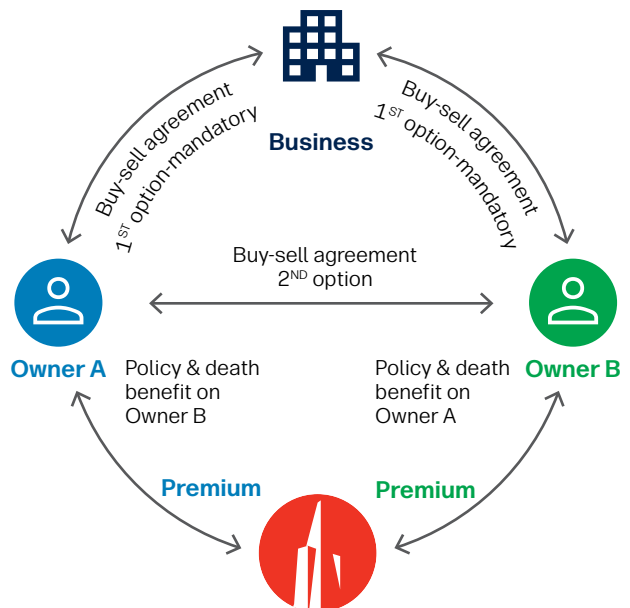 Business
Buy-sell agreement
1ST option-mandatory
Buy-sell agreement
1ST option-mandatory
Buy-sell agreement
2ND option
Owner A
Policy & death
benefit on
Owner B
Policy & death
benefit on
Owner A
Owner B
Premium
Premium